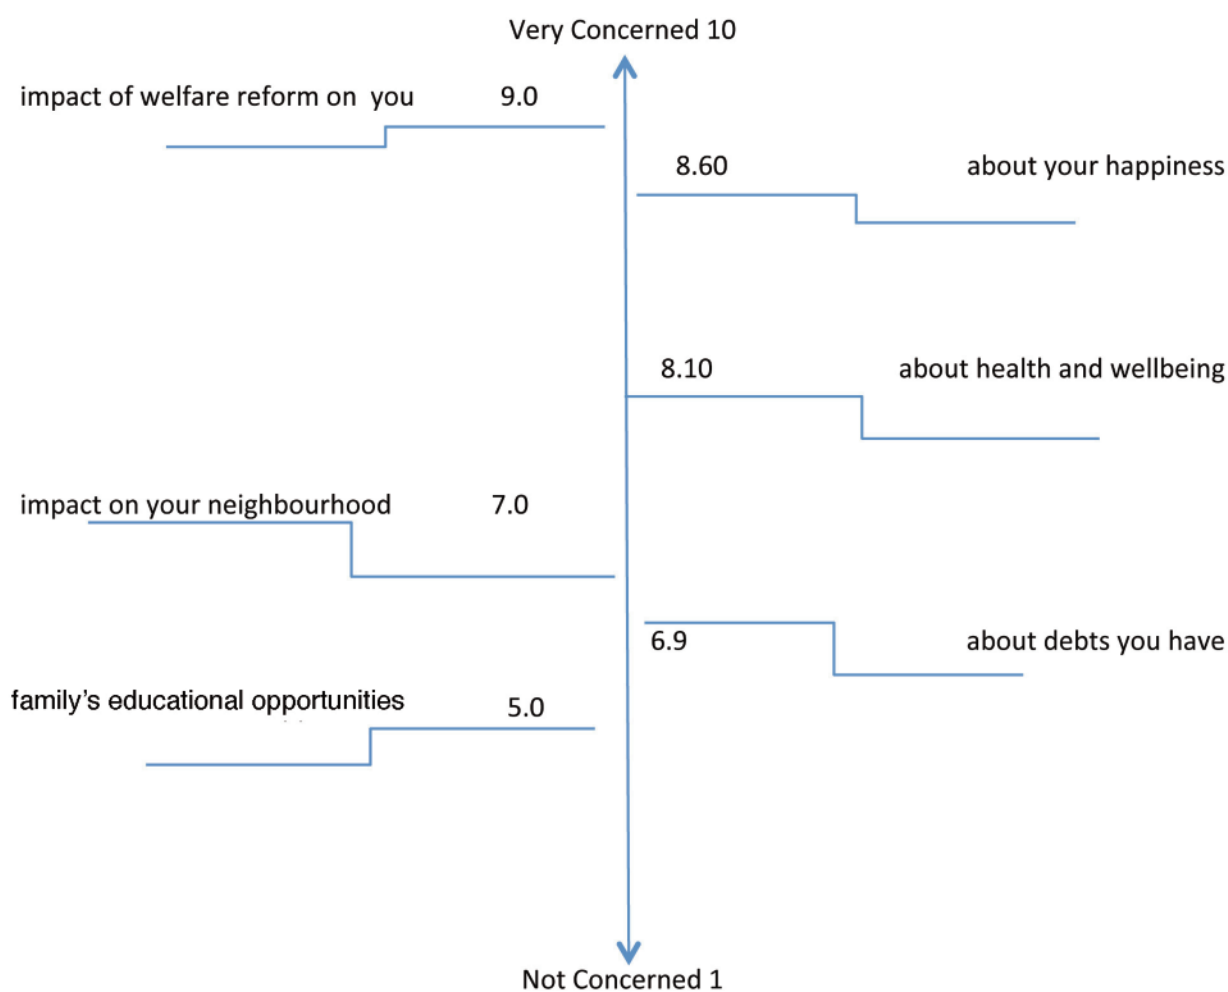 Very Concerned 10
impact of welfare reform on you 9.0
8.60 about your happiness
8.10 about health and wellbeing
impact on your neighbourhood 7.0
6.9 about debts you have
family's educational opportunities 5.0
Not Concerned 1